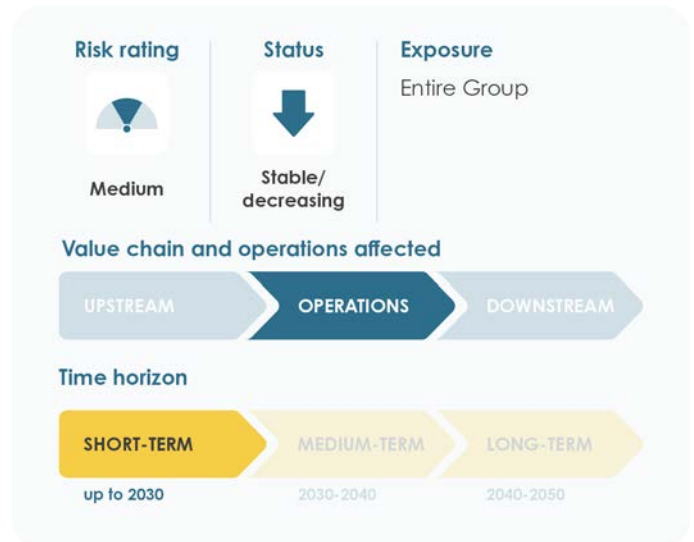 Risk rating
Status
Exposure
Entire Group
Medium
Stable/
decreasing
Value chain and operations affected
UPSTREAM
OPERATIONS
DOWNSTREAM
Time horizon
SHORT-TERM
MEDIUM-TERM
LONG-TERM
up to 2030
2030-2040
2040-2050